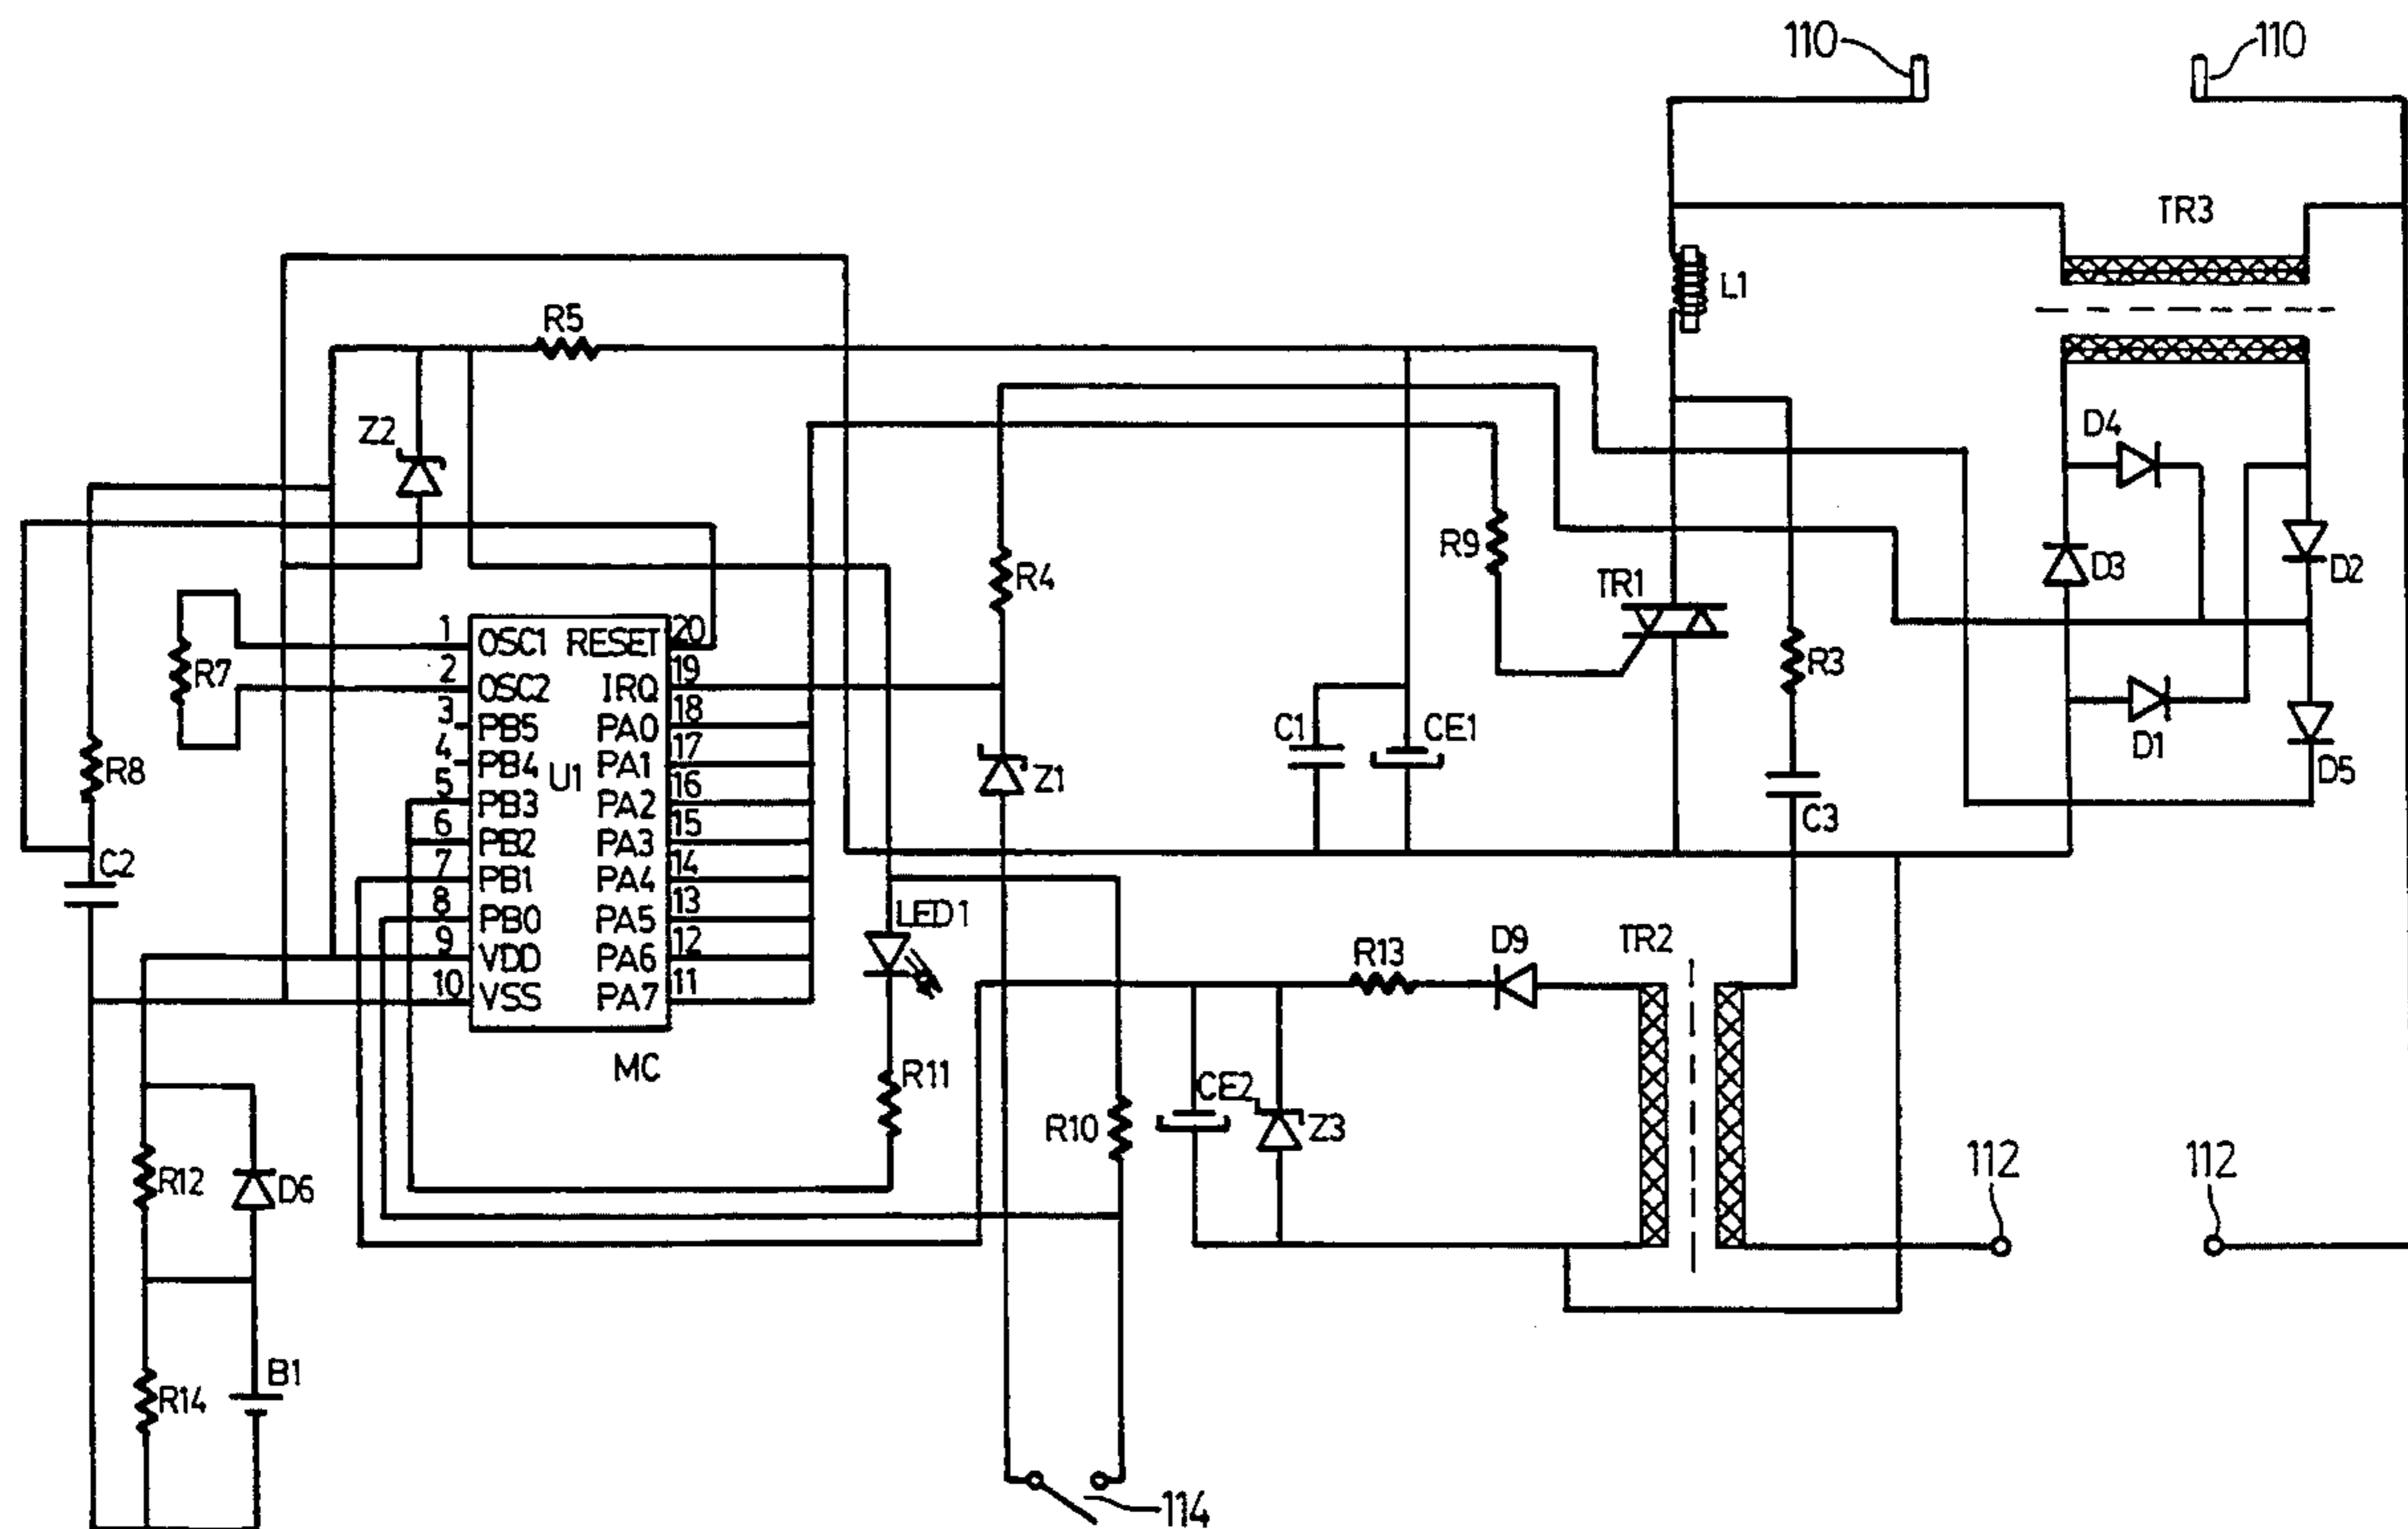 110
110
TR3
L1
R5
Z2
D4
R9
R4
D3
D2
TR1
R3
R7
1
OSC1
RESET
20
2
OSC2
IRQ
19
3
PB5
PA0
18
4
PB4
U1
PA1
17
5
PB3
PA2
16
6
PB2
PA3
15
7
PB1
PA4
14
8
PB0
PA5
13
9
VDD
PA6
12
10
VSS
PA7
11
MC
R8
C2
Z1
C1
CE1
D1
D5
C3
LED1
R13
D9
TR2
R11
CE2
R10
Z3
R12
D6
112
112
R14
B1
114